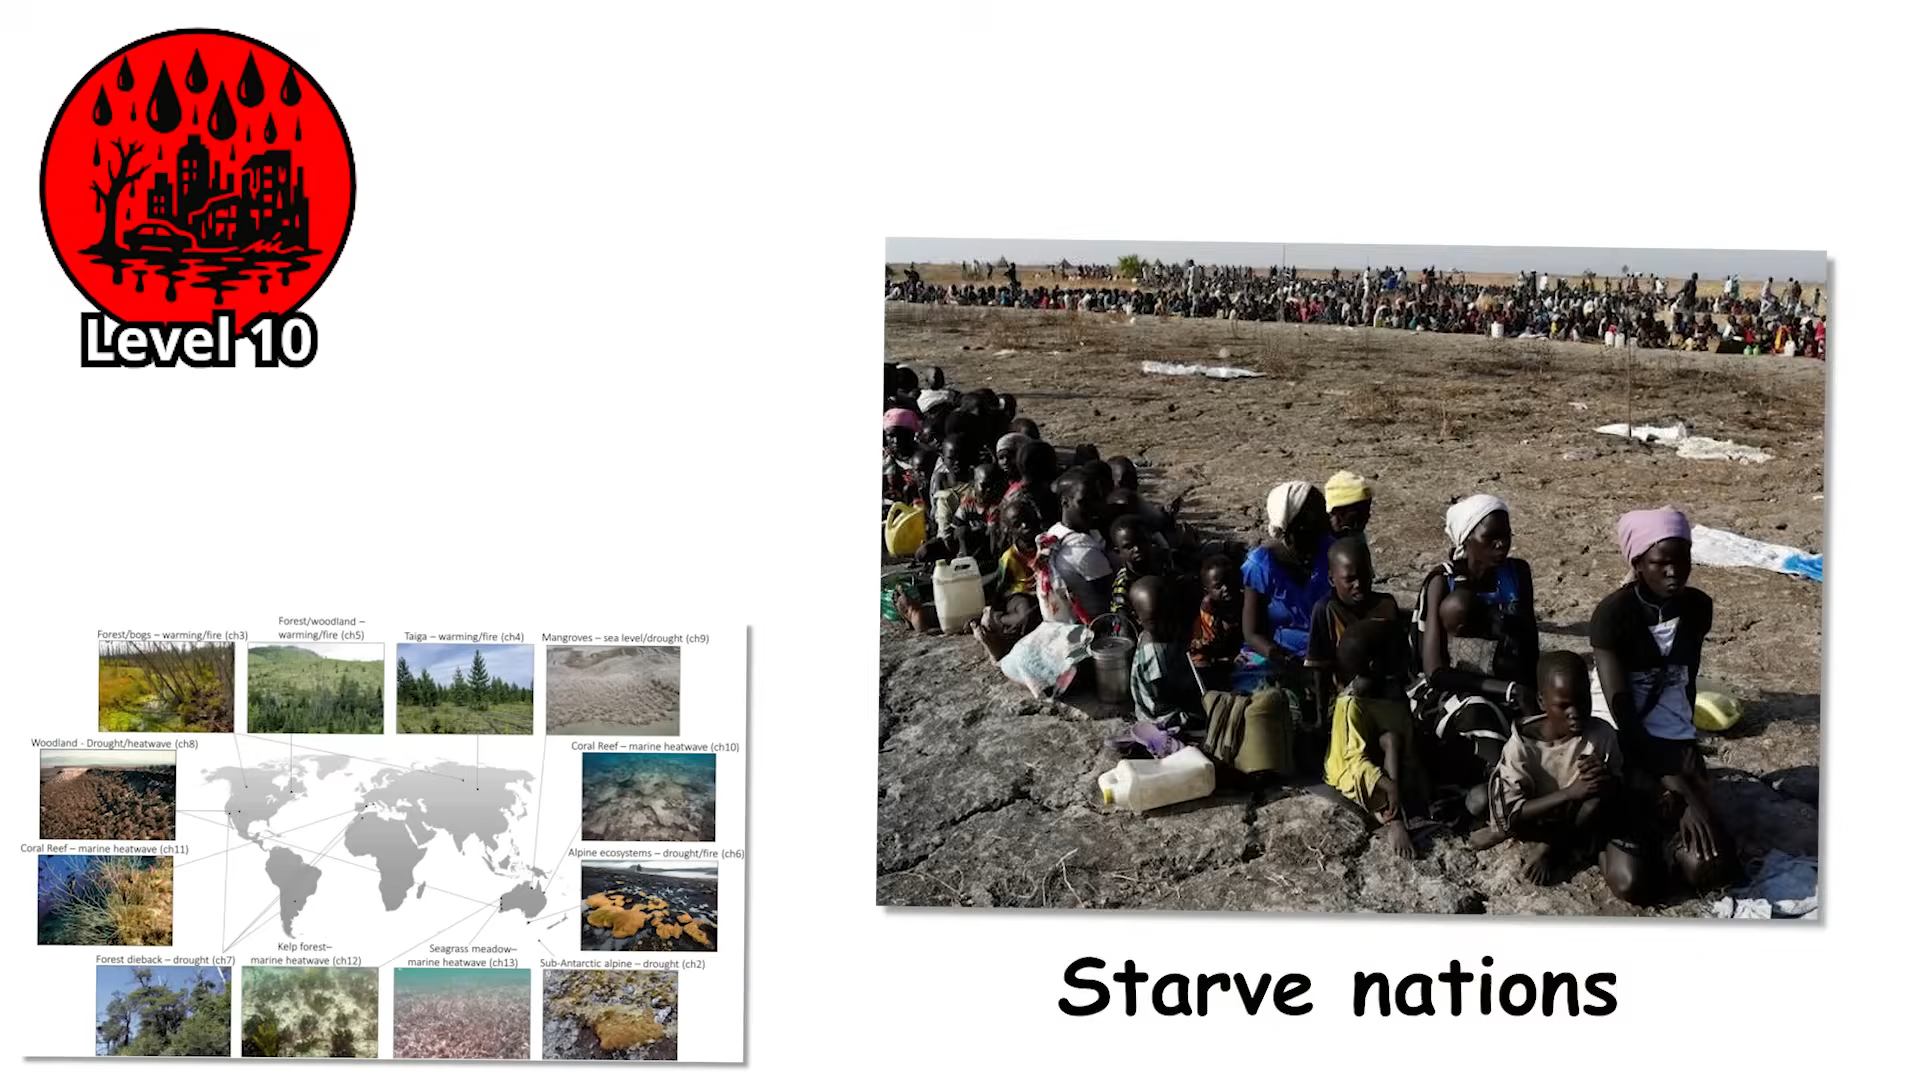 Level 10
Forest/bogs – warming/fire (ch3)
Forest/woodland –
warming/fire (ch5)
Taiga – warming/fire (ch4)
Mangroves – sea level/drought (ch9)
Woodland - Drought/heatwave (ch8)
Coral Reef – marine heatwave (ch10)
Coral Reef – marine heatwave (ch11)
Alpine ecosystems – drought/fire (ch6)
Forest dieback – drought (ch7)
Kelp forest–
marine heatwave (ch12)
Seagrass meadow–
marine heatwave (ch13)
Sub-Antarctic alpine – drought (ch2)
Starve nations